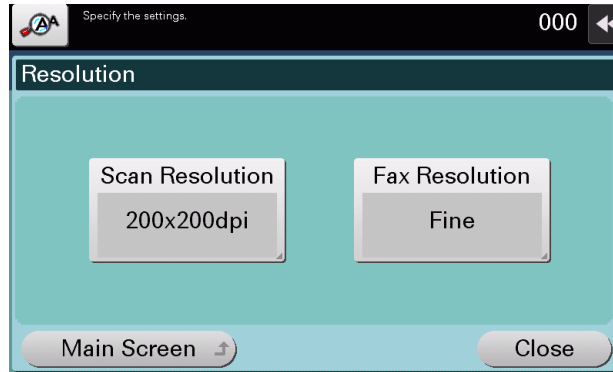 Specify the settings.
000
Resolution
Scan Resolution
200x200dpi
Fax Resolution
Fine
Main Screen
Close